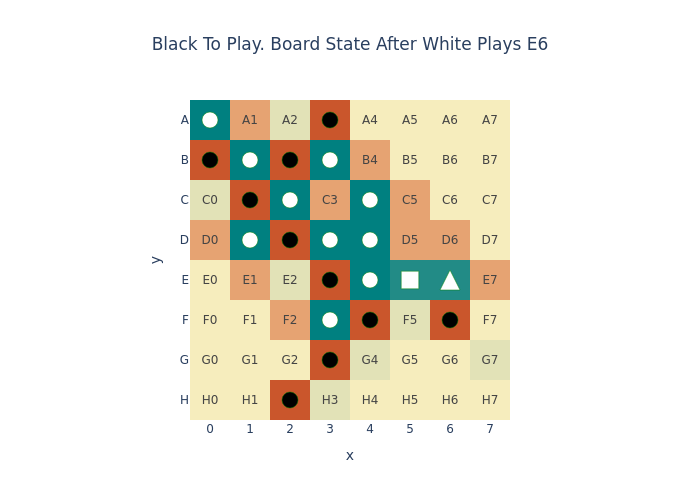 Black To Play. Board State After White Plays E6
A A1 A2 A4 A5 A6 A7
B B4 B5 B6 B7
C C0 C3 C5 C6 C7
D D0 D5 D6 D7
y
E E0 E1 E2 E7
F F0 F1 F2 F5 F7
G G0 G1 G2 G4 G5 G6 G7
H H0 H1 H3 H4 H5 H6 H7
0 1 2 3 4 5 6 7
x